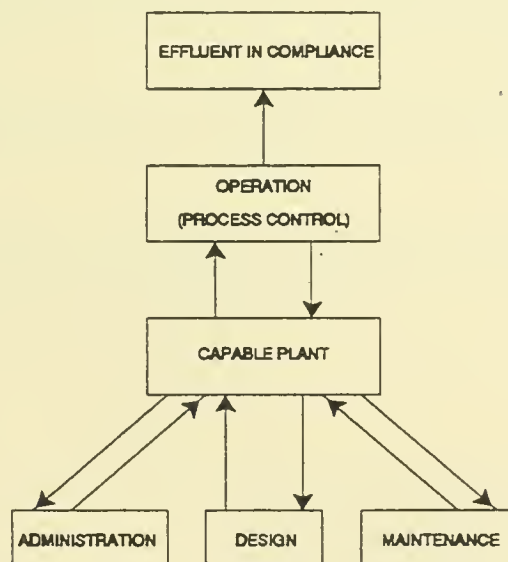 EFFLUENT IN COMPLIANCE
OPERATION
(PROCESS CONTROL)
CAPABLE PLANT
ADMINISTRATION
DESIGN
MAINTENANCE